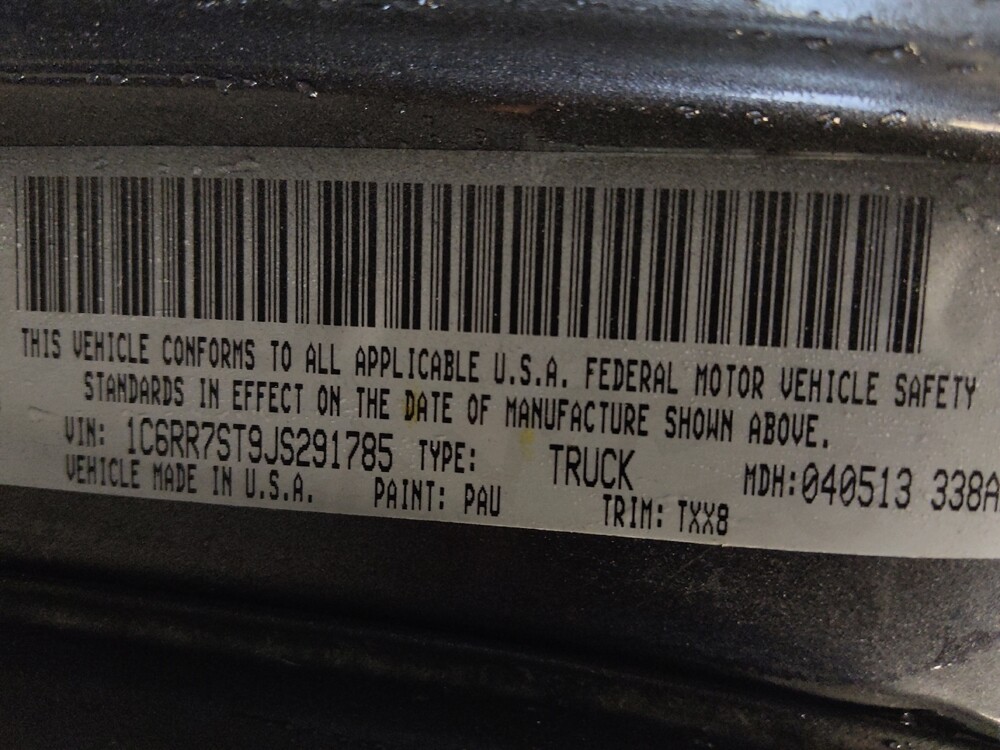 THIS VEHICLE CONFORMS TO ALL APPLICABLE U.S.A. FEDERAL MOTOR VEHICLE SAFETY
STANDARDS IN EFFECT ON THE DATE OF MANUFACTURE SHOWN ABOVE.
VIN: 1C6RR7ST9JS291785 TYPE: TRUCK MDH:040513 338A
VEHICLE MADE IN U.S.A. PAINT: PAU TRIM: TXX8